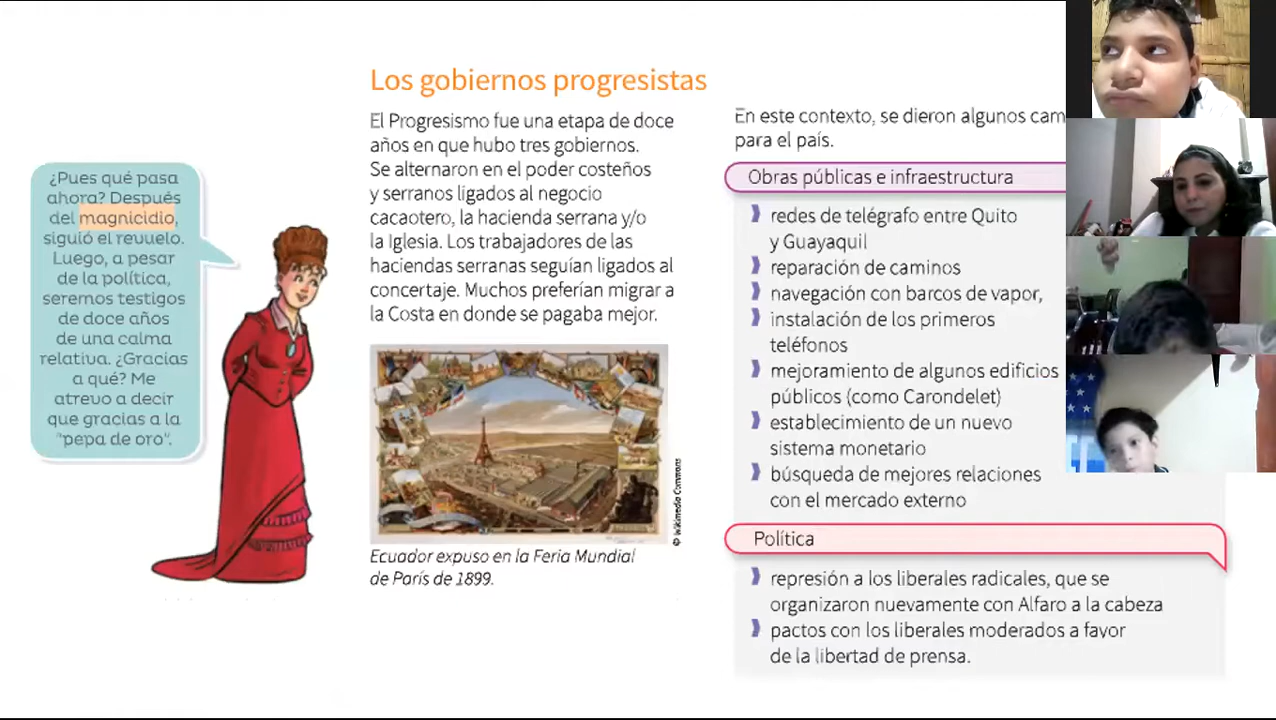 Los gobiernos progresistas
¿Pues qué pasa
ahora? Después
del magnicidio,
siguió el revuelo.
Luego, a pesar
de la política,
seremos testigos
de doce años
de una calma
relativa. ¿Gracias
a qué? Me
atrevo a decir
que gracias a la
"pepa de oro".
El Progresismo fue una etapa de doce
años en que hubo tres gobiernos.
Se alternaron en el poder costeños
y serranos ligados al negocio
cacaotero, la hacienda serrana y/o
la Iglesia. Los trabajadores de las
haciendas serranas seguían ligados al
concertaje. Muchos preferían migrar a
la Costa en donde se pagaba mejor.
© Wikimedia Commons
Ecuador expuso en la Feria Mundial
de París de 1899.
En este contexto, se dieron algunos cam
para el país.
Obras públicas e infraestructura
redes de telégrafo entre Quito
y Guayaquil
reparación de caminos
navegación con barcos de vapor,
instalación de los primeros
teléfonos
mejoramiento de algunos edificios
públicos (como Carondelet)
establecimiento de un nuevo
sistema monetario
búsqueda de mejores relaciones
con el mercado externo
Política
represión a los liberales radicales, que se
organizaron nuevamente con Alfaro a la cabeza
pactos con los liberales moderados a favor
de la libertad de prensa.